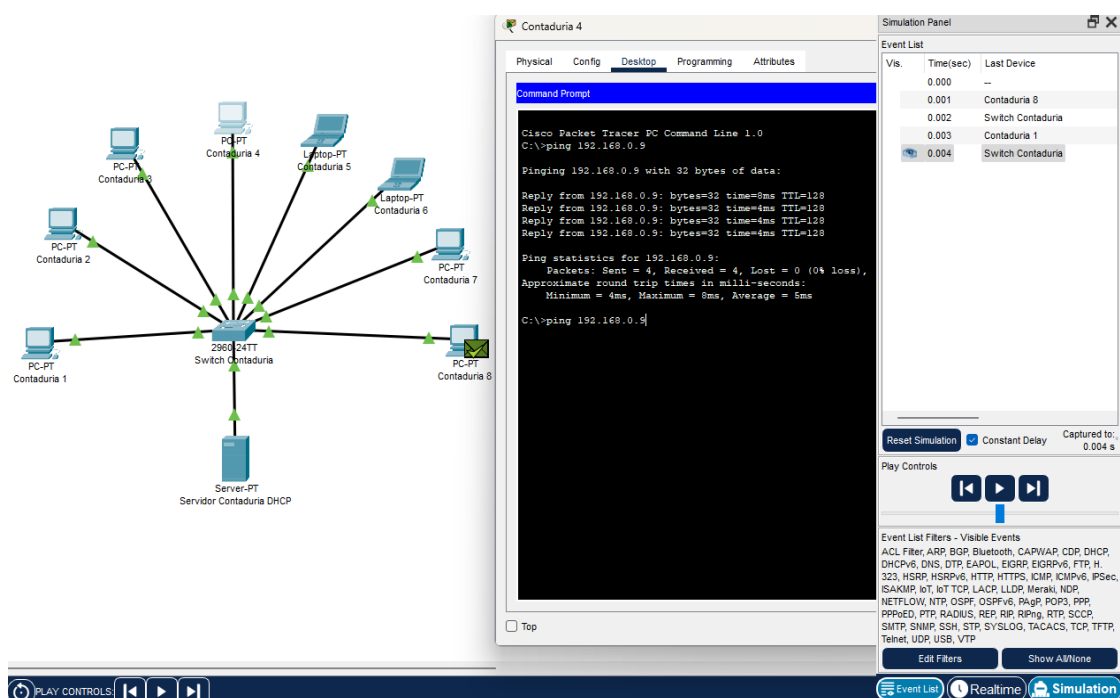 PC-PT
Contaduria 4
PC-PT
Contaduria 3
Laptop-PT
Contaduria 5
Laptop-PT
Contaduria 6
PC-PT
Contaduria 2
PC-PT
Contaduria 7
2960-24TT
Switch Contaduria
PC-PT
Contaduria 1
PC-PT
Contaduria 8
Server-PT
Servidor Contaduria DHCP
PLAY CONTROLS:
Contaduria 4
Physical Config Desktop Programming Attributes
Command Prompt
Cisco Packet Tracer PC Command Line 1.0
C:\>ping 192.168.0.9
Pinging 192.168.0.9 with 32 bytes of data:
Reply from 192.168.0.9: bytes=32 time=8ms TTL=128
Reply from 192.168.0.9: bytes=32 time=4ms TTL=128
Reply from 192.168.0.9: bytes=32 time=4ms TTL=128
Reply from 192.168.0.9: bytes=32 time=4ms TTL=128
Ping statistics for 192.168.0.9:
Packets: Sent = 4, Received = 4, Lost = 0 (0% loss),
Approximate round trip times in milli-seconds:
Minimum = 4ms, Maximum = 8ms, Average = 5ms
C:\>ping 192.168.0.9
Top
Simulation Panel
Event List
Vis. Time(sec) Last Device
0.000 --
0.001 Contaduria 8
0.002 Switch Contaduria
0.003 Contaduria 1
0.004 Switch Contaduria
Reset Simulation Constant Delay Captured to:
0.004 s
Play Controls
Event List Filters - Visible Events
ACL Filter, ARP, BGP, Bluetooth, CAPWAP, CDP, DHCP,
DHCPv6, DNS, DTP, EAPOL, EIGRP, EIGRPv6, FTP, H.
323, HSRP, HSRPv6, HTTP, HTTPS, ICMP, ICMPv6, IPSec,
ISAKMP, IoT, IoT TCP, LACP, LLDP, Meraki, NDP,
NETFLOW, NTP, OSPF, OSPFv6, PAgP, POP3, PPP,
PPPoED, PTP, RADIUS, REP, RIP, RIPng, RTP, SCCP,
SMTP, SNMP, SSH, STP, SYSLOG, TACACS, TCP, TFTP,
Telnet, UDP, USB, VTP
Edit Filters Show All/None
Event List Realtime Simulation